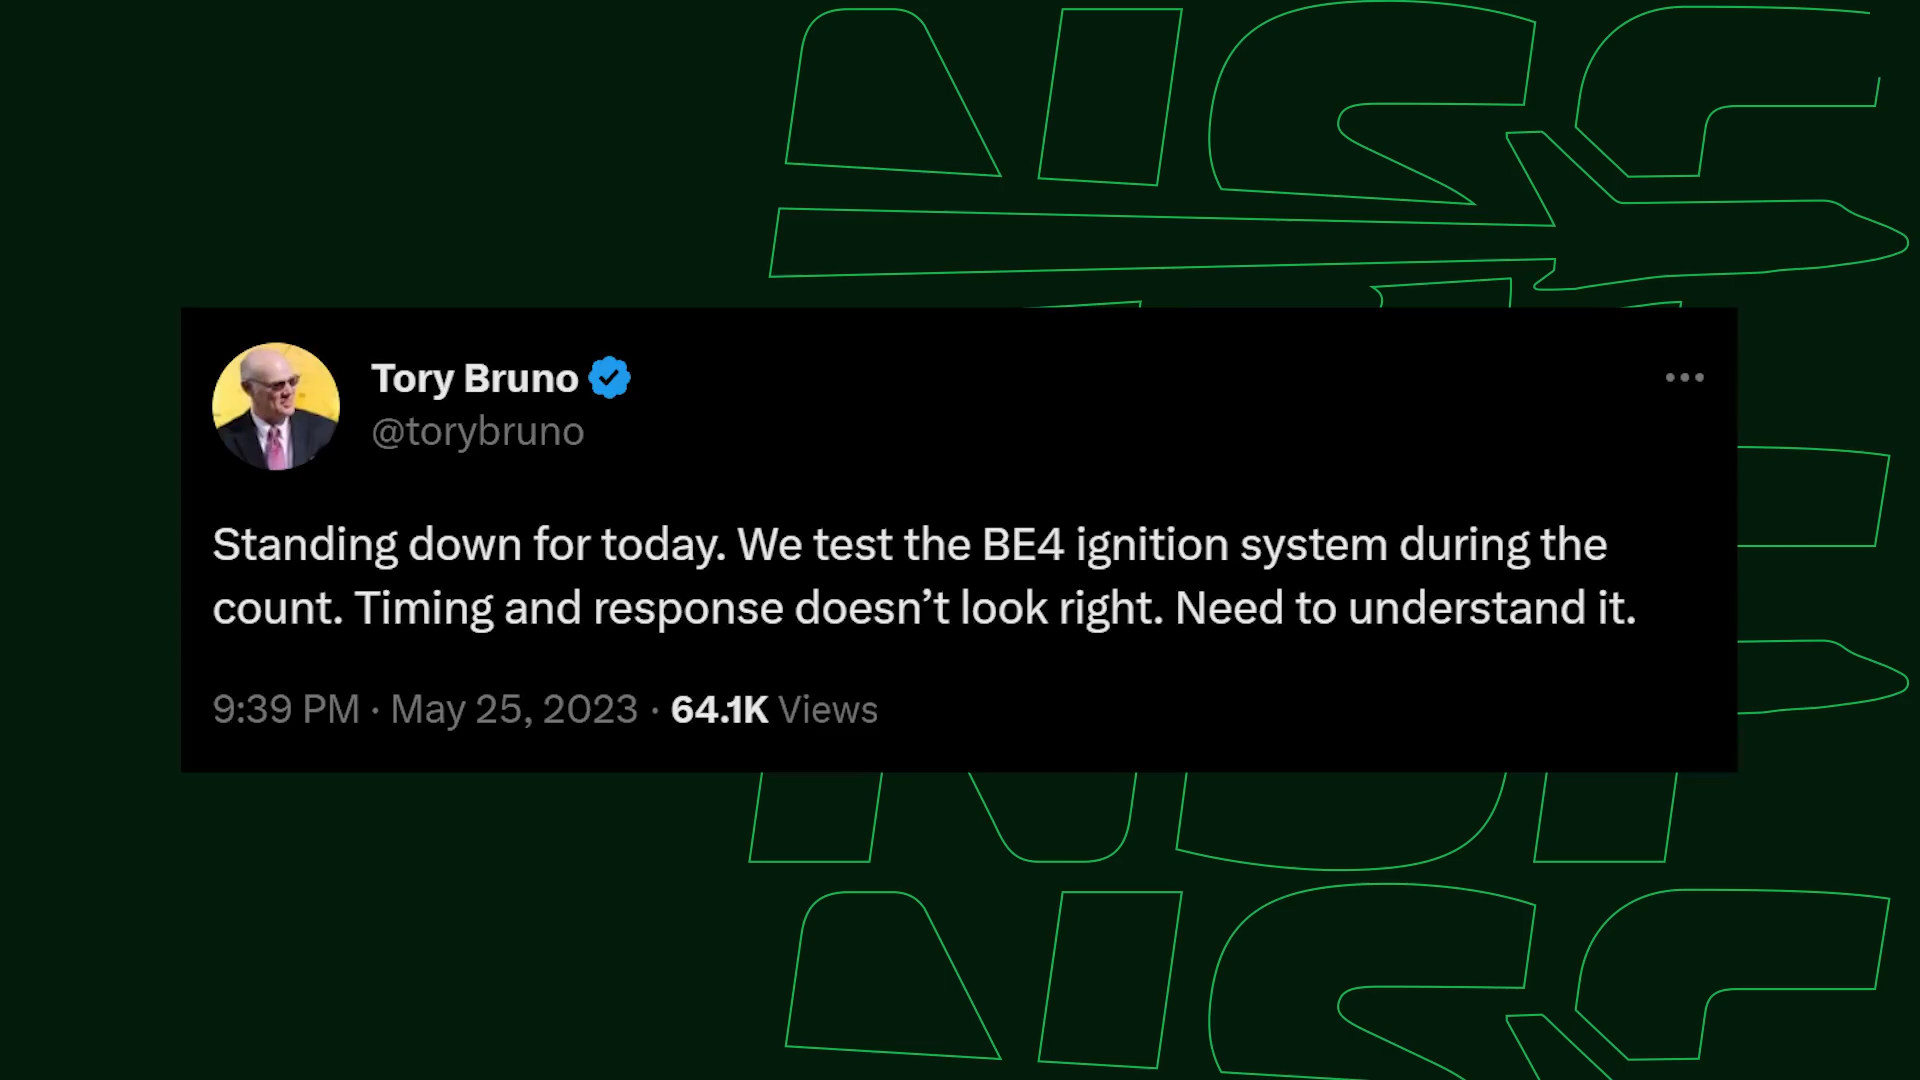 Tory Bruno
@torybruno
Standing down for today. We test the BE4 ignition system during the
count. Timing and response doesn’t look right. Need to understand it.
9:39 PM · May 25, 2023 · 64.1K Views